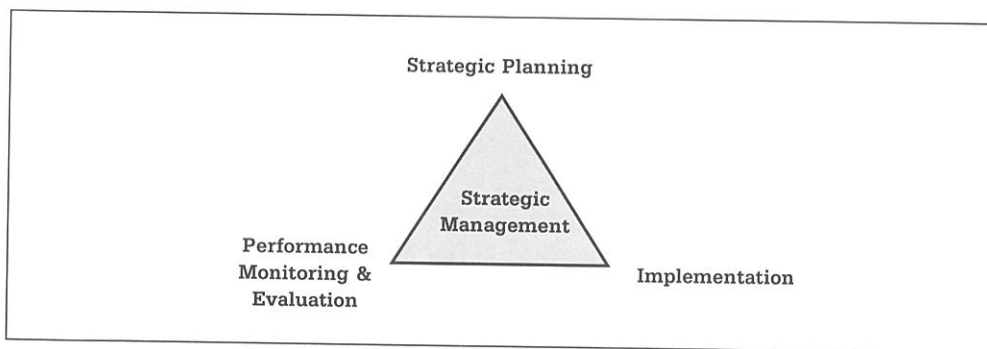 Strategic Planning
Strategic
Management
Performance
Monitoring &
Evaluation
Implementation